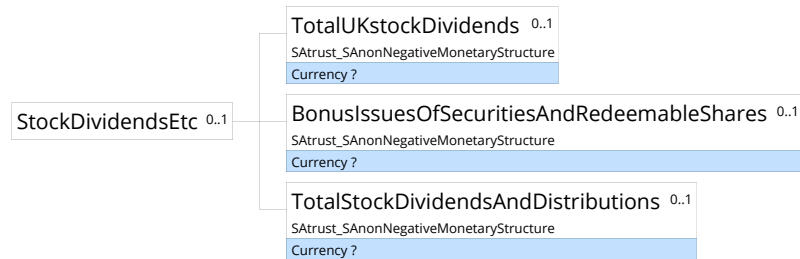 TotalUKstockDividends 0..1
SAtrust_SAnonNegativeMonetaryStructure
Currency ?
StockDividendsEtc 0..1
BonusIssuesOfSecuritiesAndRedeemableShares 0..1
SAtrust_SAnonNegativeMonetaryStructure
Currency ?
TotalStockDividendsAndDistributions 0..1
SAtrust_SAnonNegativeMonetaryStructure
Currency ?